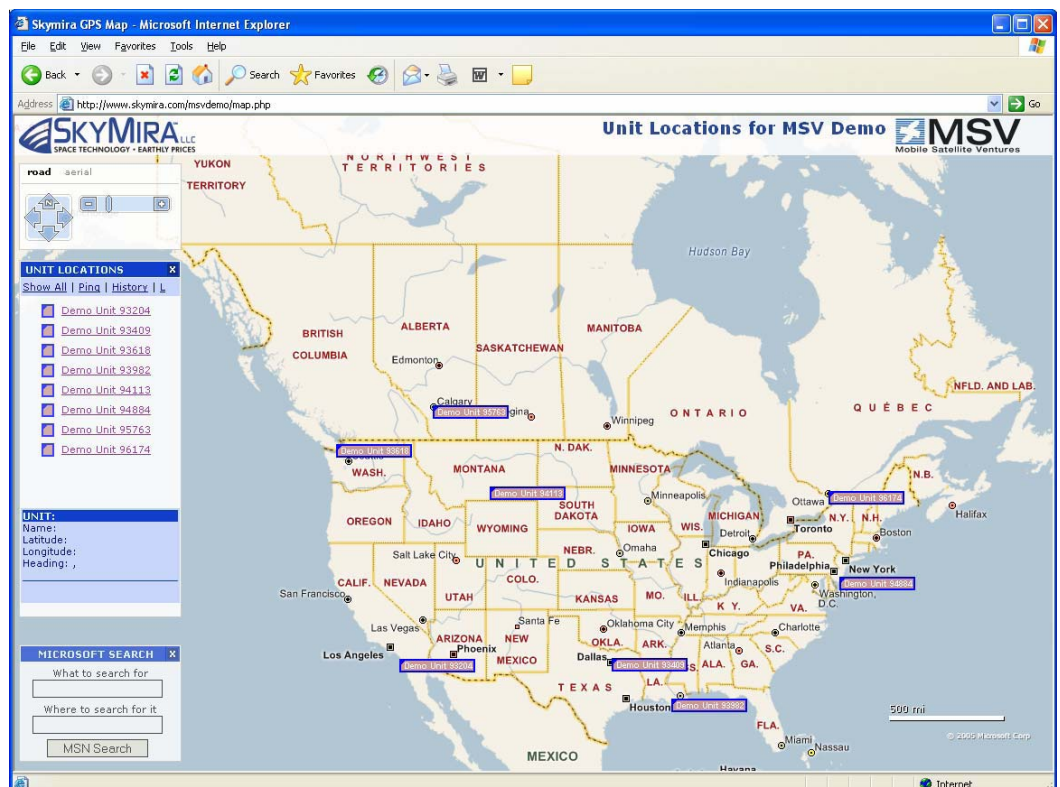 Skymira GPS Map - Microsoft Internet Explorer
File Edit View Favorites Tools Help
Back Search Favorites
Address http://www.skymira.com/msvdemo/map.php Go
SKYMIRA LLC
SPACE TECHNOLOGY • EARTHLY PRICES
Unit Locations for MSV Demo
MSV
Mobile Satellite Ventures
road aerial
N
UNIT LOCATIONS X
Show All | Ping | History | L
Demo Unit 93204
Demo Unit 93409
Demo Unit 93618
Demo Unit 93982
Demo Unit 94113
Demo Unit 94884
Demo Unit 95763
Demo Unit 96174
UNIT:
Name:
Latitude:
Longitude:
Heading: ,
MICROSOFT SEARCH X
What to search for
Where to search for it
MSN Search
YUKON
TERRITORY
NORTHWEST
TERRITORIES
Hudson Bay
BRITISH
COLUMBIA
ALBERTA
SASKATCHEWAN
MANITOBA
Edmonton
Calgary
Demo Unit 95763
gina
Winnipeg
ONTARIO
QUÉBEC
NFLD. AND LAB.
Demo Unit 93618
WASH.
MONTANA
N. DAK.
MINNESOTA
N.B.
Demo Unit 94113
Minneapolis
Ottawa
Demo Unit 96174
Halifax
OREGON
IDAHO
WYOMING
SOUTH
DAKOTA
IOWA
WIS.
MICHIGAN
Detroit
Toronto
N.Y.
N.H.
Boston
Salt Lake City
NEBR.
Omaha
Chicago
PA.
Philadelphia
New York
UNITED STATES
Indianapolis
Demo Unit 94884
Washington,
D.C.
CALIF.
NEVADA
UTAH
COLO.
KANSAS
MO.
ILL.
KY.
VA.
San Francisco
Las Vegas
Santa Fe
Oklahoma City
Memphis
Charlotte
ARIZONA
Phoenix
NEW
MEXICO
OKLA.
ARK.
Atlanta
S.C.
Los Angeles
Demo Unit 93204
Dallas
Demo Unit 93409
S.
ALA.
GA.
TEXAS
LA.
Houston
Demo Unit 93982
FLA.
500 mi
© 2005 Microsoft Corp
MEXICO
Miami
Nassau
Havana
Internet